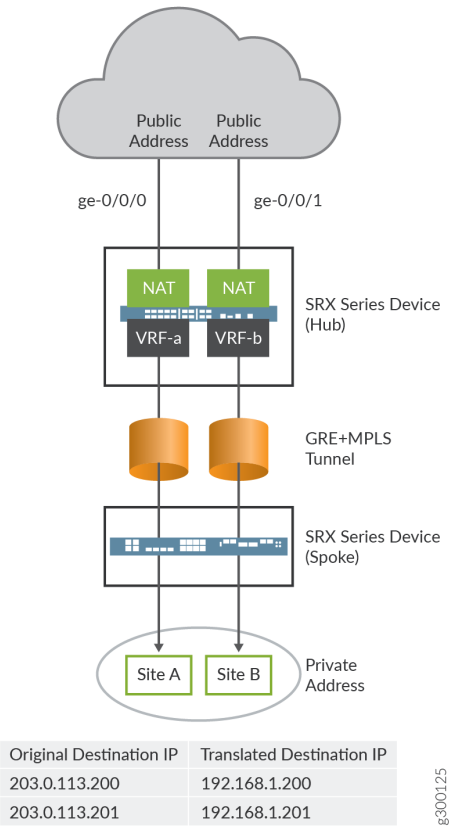 Public Address
Public Address
ge-0/0/0
ge-0/0/1
NAT
NAT
SRX Series Device
(Hub)
VRF-a
VRF-b
GRE+MPLS
Tunnel
SRX Series Device
(Spoke)
Site A
Site B
Private
Address
Original Destination IP Translated Destination IP
203.0.113.200 192.168.1.200
203.0.113.201 192.168.1.201
g300125